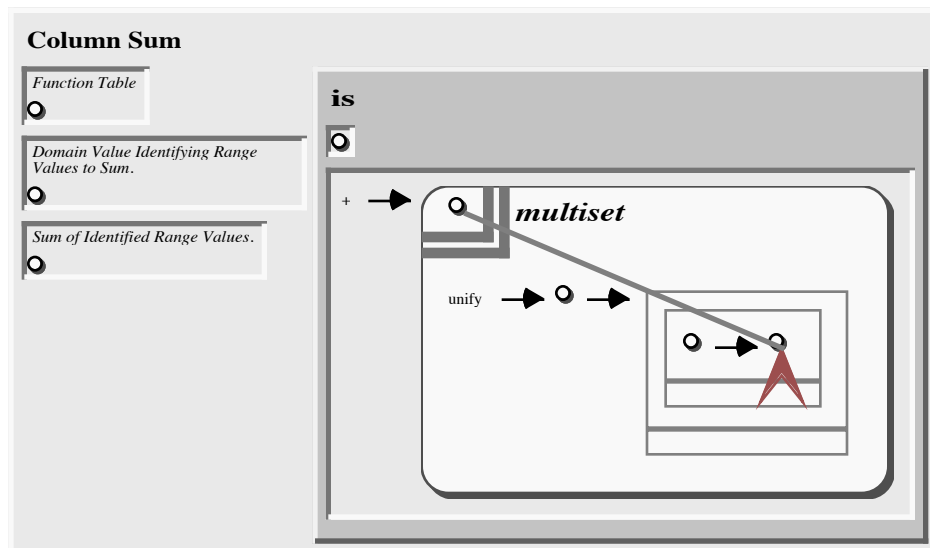 Column Sum
Function Table
Domain Value Identifying Range
Values to Sum.
Sum of Identified Range Values.
is
+
multiset
unify